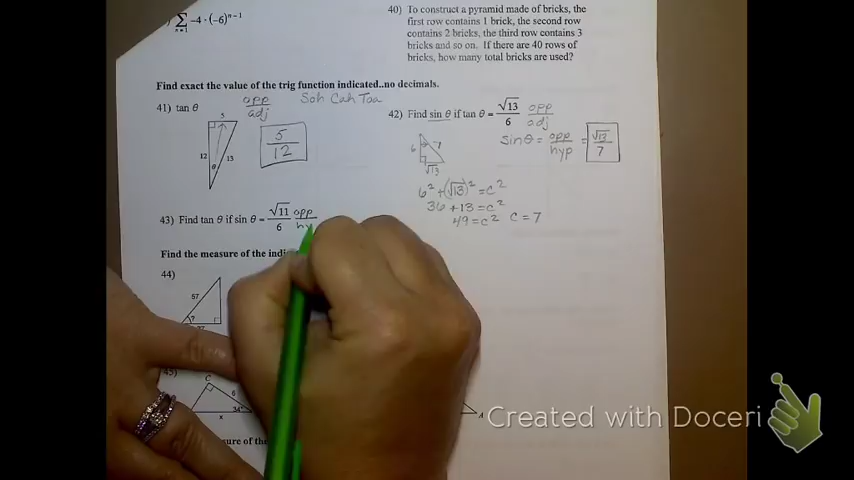 ∑ -4 · (-6)ⁿ⁻¹
n=1
40) To construct a pyramid made of bricks, the
first row contains 1 brick, the second row
contains 2 bricks, the third row contains 3
bricks and so on. If there are 40 rows of
bricks, how many total bricks are used?
Find exact the value of the trig function indicated..no decimals.
41) tan θ
opp
adj
Soh Cah Toa
5
12
13
θ
5
12
42) Find sin θ if tan θ = √13/6 opp/adj
sin θ = opp/hyp = √13/7
6
7
√13
6² + (√13)² = c²
36 + 13 = c²
49 = c² c = 7
43) Find tan θ if sin θ = √11/6 opp
hy
Find the measure of the indi
44)
57
?
45)
C
6
34°
x
A
sure of the
Created with Doceri